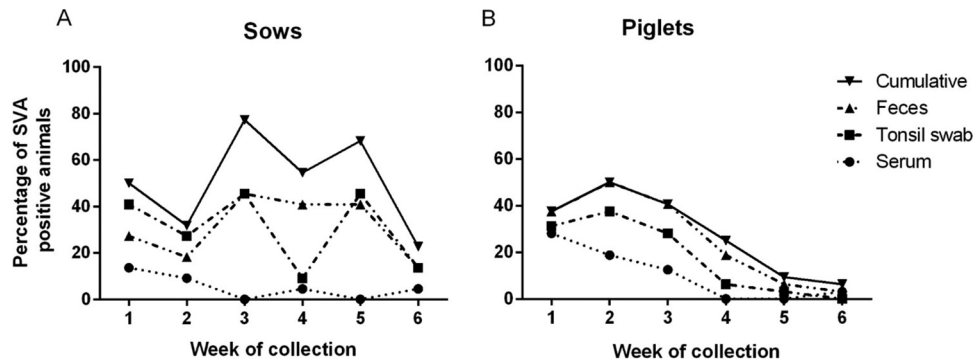 A
Sows
B
Piglets
Percentage of SVA
positive animals
100
80
60
40
20
0
1 2 3 4 5 6
Week of collection
100
80
60
40
20
0
1 2 3 4 5 6
Week of collection
Cumulative
Feces
Tonsil swab
Serum